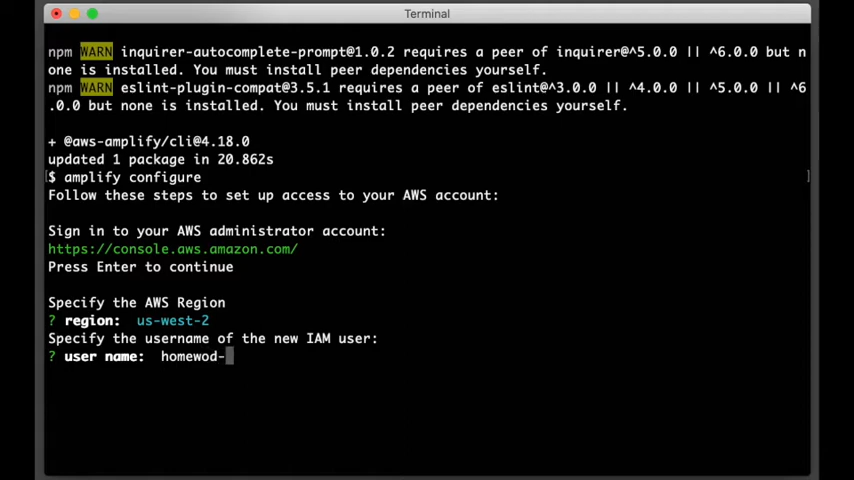 Terminal
npm WARN inquirer-autocomplete-prompt@1.0.2 requires a peer of inquirer@^5.0.0 || ^6.0.0 but n
one is installed. You must install peer dependencies yourself.
npm WARN eslint-plugin-compat@3.5.1 requires a peer of eslint@^3.0.0 || ^4.0.0 || ^5.0.0 || ^6
.0.0 but none is installed. You must install peer dependencies yourself.
+ @aws-amplify/cli@4.18.0
updated 1 package in 20.862s
[$ amplify configure ]
Follow these steps to set up access to your AWS account:
Sign in to your AWS administrator account:
https://console.aws.amazon.com/
Press Enter to continue
Specify the AWS Region
? region: us-west-2
Specify the username of the new IAM user:
? user name: homewod-